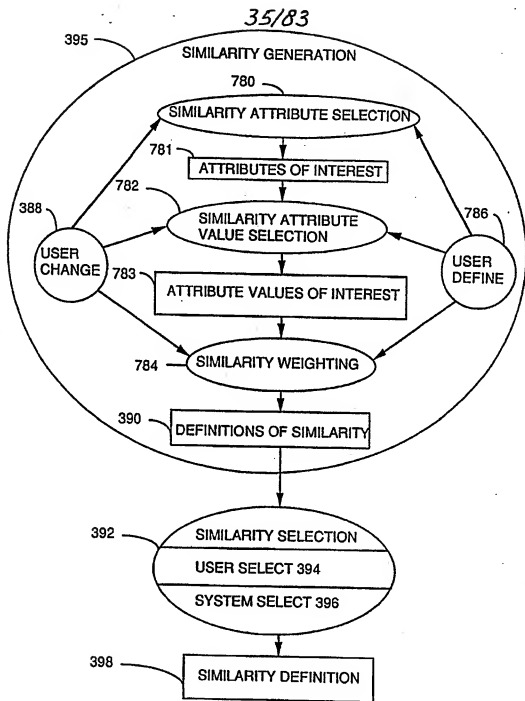 35/83
395
SIMILARITY GENERATION
780
SIMILARITY ATTRIBUTE SELECTION
781
ATTRIBUTES OF INTEREST
782
388
SIMILARITY ATTRIBUTE
VALUE SELECTION
786
USER
CHANGE
USER
DEFINE
783
ATTRIBUTE VALUES OF INTEREST
784
SIMILARITY WEIGHTING
390
DEFINITIONS OF SIMILARITY
392
SIMILARITY SELECTION
USER SELECT 394
SYSTEM SELECT 396
398
SIMILARITY DEFINITION